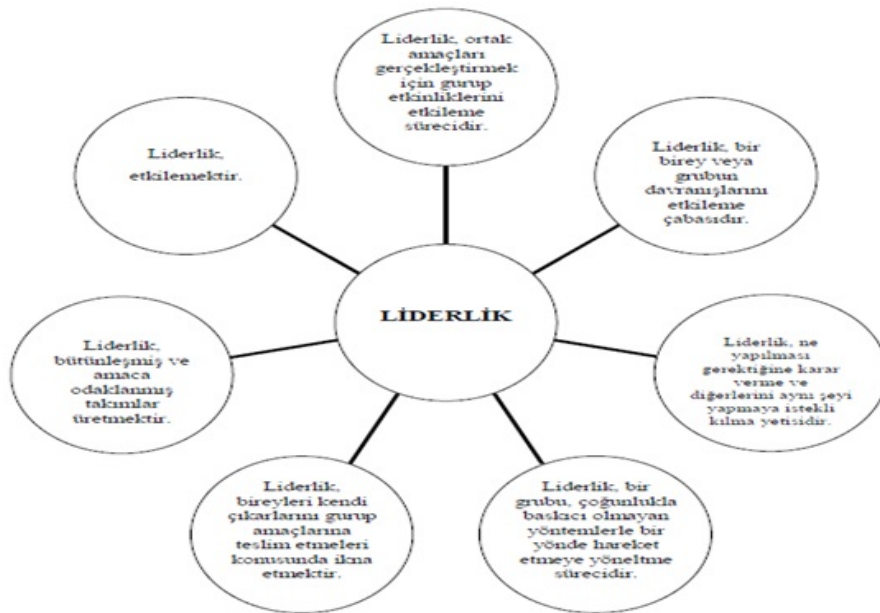 Liderlik, ortak
amaçları
gerçekleştirmek
için gurup
etkinliklerini
etkileme
sürecidir.
Liderlik, bir
birey veya
grubun
davranışlarını
etkileme
çabasıdır.
Liderlik, ne
yapılması
gerektiğine karar
verme ve
diğerlerini aynı şeyi
yapmaya istekli
kılma yetisidir.
Liderlik, bir
grubu, çoğunlukla
baskıcı olmayan
yöntemlerle bir
yönde hareket
etmeye yöneltme
sürecidir.
Liderlik,
bireyleri kendi
çıkarlarını gurup
amaçlarına
teslim etmeleri
konusunda ikna
etmektir.
Liderlik,
bütünleşmiş ve
amaca
odaklanmış
takımlar
üretmektir.
Liderlik,
etkilemektir.
LİDERLİK